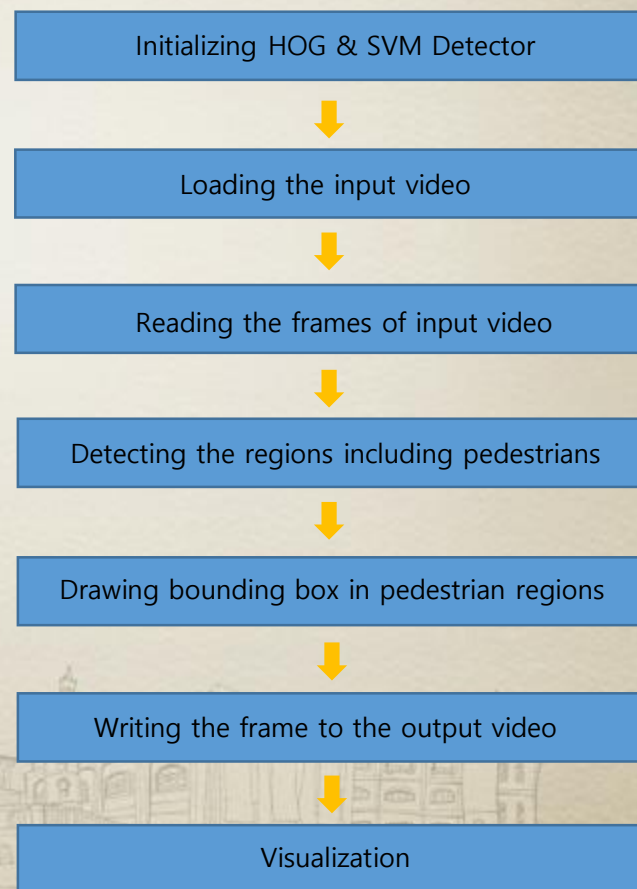 Initializing HOG & SVM Detector
Loading the input video
Reading the frames of input video
Detecting the regions including pedestrians
Drawing bounding box in pedestrian regions
Writing the frame to the output video
Visualization